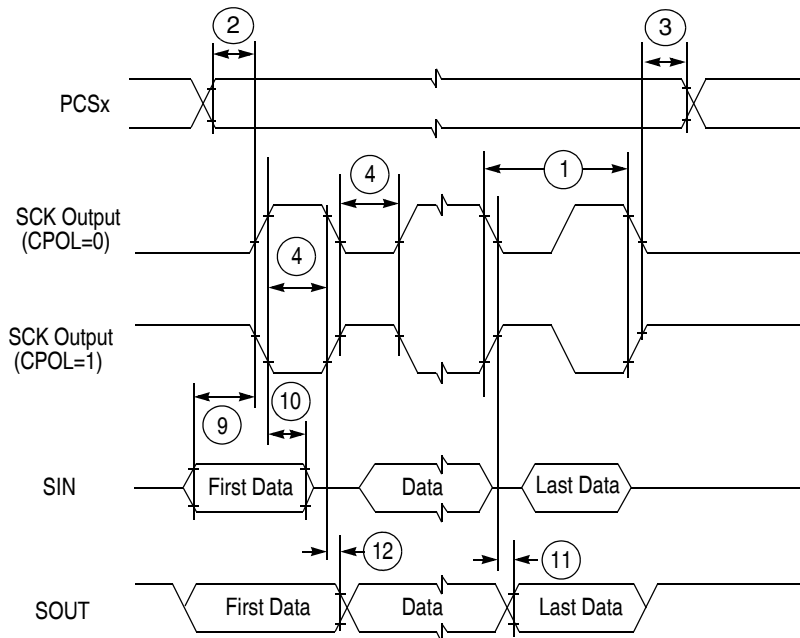 2
3
PCSx
4
1
SCK Output
(CPOL=0)
4
SCK Output
(CPOL=1)
10
9
SIN
First Data
Data
Last Data
12
11
SOUT
First Data
Data
Last Data